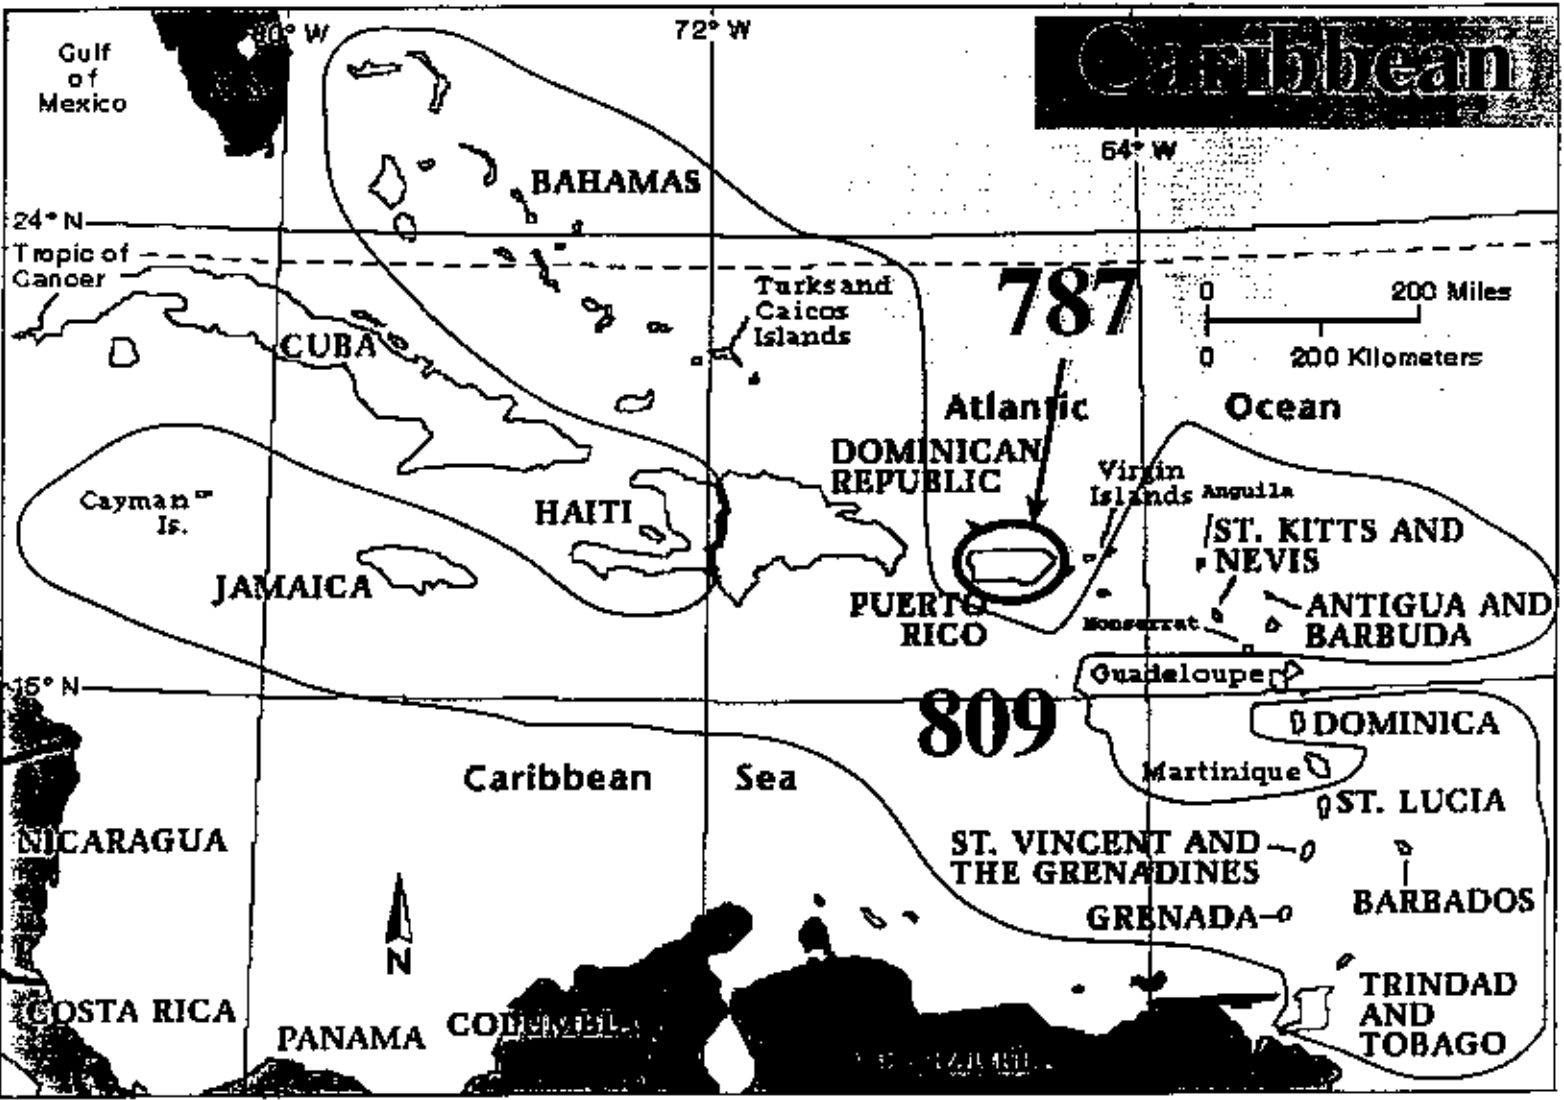 Caribbean
Gulf
of
Mexico
80° W
72° W
64° W
BAHAMAS
24° N
Tropic of
Cancer
Turks and
Caicos
Islands
787
0 200 Miles
0 200 Kilometers
CUBA
Atlantic Ocean
DOMINICAN
REPUBLIC
Virgin
Islands
Anguila
Cayman
Is.
HAITI
ST. KITTS AND
NEVIS
JAMAICA
PUERTO
RICO
Monserrat
ANTIGUA AND
BARBUDA
Guadeloupe
15° N
809
DOMINICA
Caribbean Sea
Martinique
ST. LUCIA
NICARAGUA
ST. VINCENT AND
THE GRENADINES
BARBADOS
GRENADA
N
COSTA RICA
PANAMA
TRINDAD
AND
TOBAGO